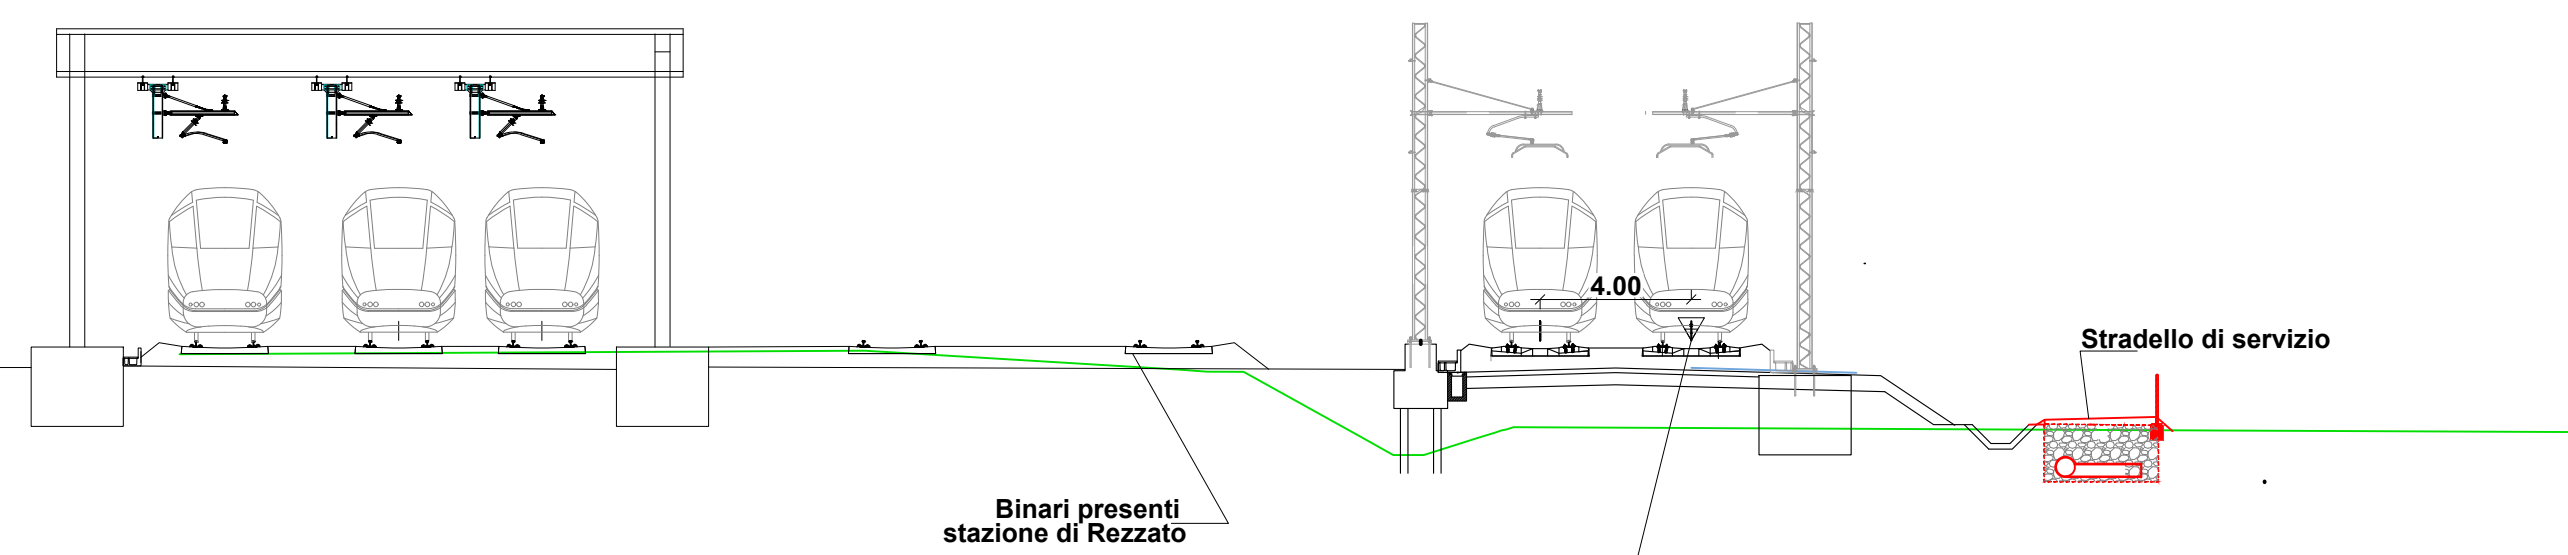 4.00
Stradello di servizio
Binari presenti
stazione di Rezzato